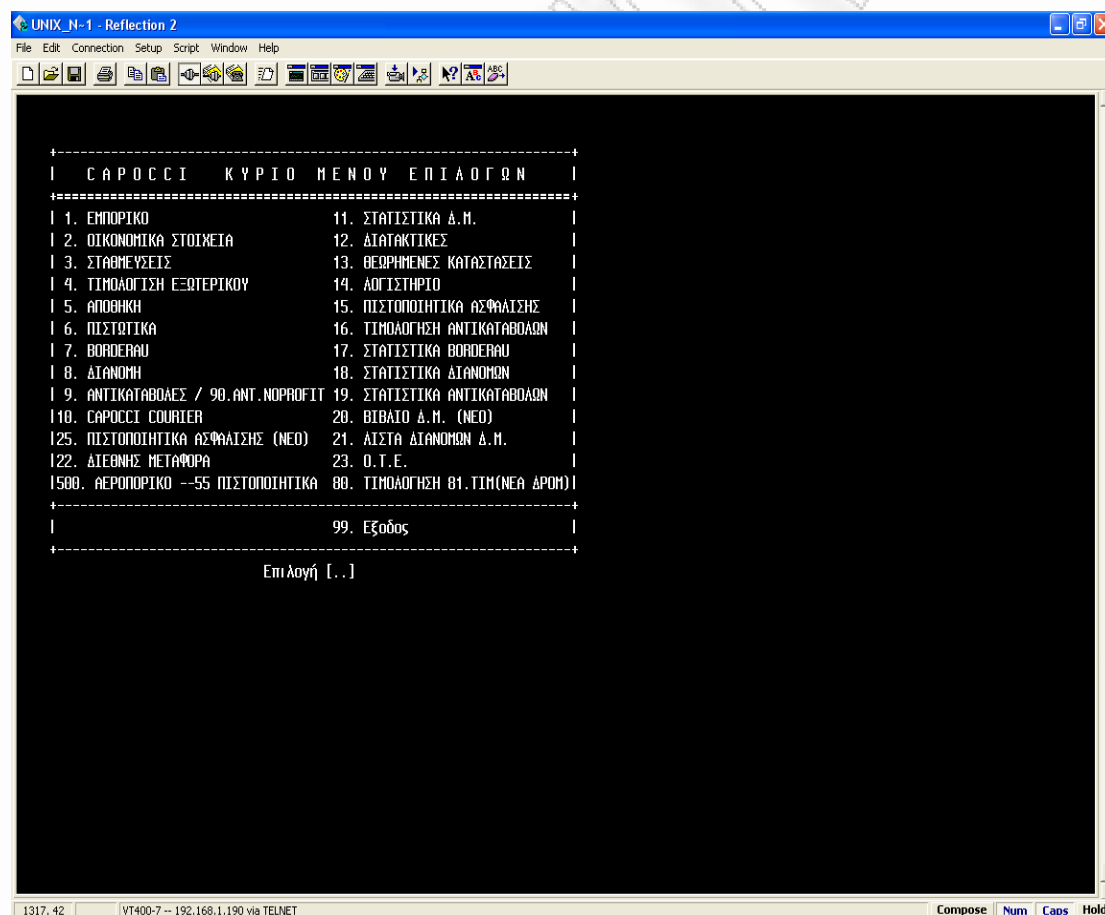 UNIX_N~1 - Reflection 2
File Edit Connection Setup Script Window Help
CAPOCCI ΚΥΡΙΟ ΜΕΝΟΥ ΕΠΙΛΟΓΩΝ
1. ΕΜΠΟΡΙΚΟ 11. ΣΤΑΤΙΣΤΙΚΑ Δ.Μ.
2. ΟΙΚΟΝΟΜΙΚΑ ΣΤΟΙΧΕΙΑ 12. ΔΙΑΤΑΚΤΙΚΕΣ
3. ΣΤΑΘΜΕΥΣΕΙΣ 13. ΘΕΩΡΗΜΕΝΕΣ ΚΑΤΑΣΤΑΣΕΙΣ
4. ΤΙΜΟΛΟΓΙΣΗ ΕΞΩΤΕΡΙΚΟΥ 14. ΛΟΓΙΣΤΗΡΙΟ
5. ΑΠΟΘΗΚΗ 15. ΠΙΣΤΟΠΟΙΗΤΙΚΑ ΑΣΦΑΛΙΣΗΣ
6. ΠΙΣΤΩΤΙΚΑ 16. ΤΙΜΟΛΟΓΗΣΗ ΑΝΤΙΚΑΤΑΒΟΛΩΝ
7. BORDERAU 17. ΣΤΑΤΙΣΤΙΚΑ BORDERAU
8. ΔΙΑΝΟΜΗ 18. ΣΤΑΤΙΣΤΙΚΑ ΔΙΑΝΟΜΩΝ
9. ΑΝΤΙΚΑΤΑΒΟΛΕΣ / 90.ΑΝΤ.NOPROFIT 19. ΣΤΑΤΙΣΤΙΚΑ ΑΝΤΙΚΑΤΑΒΟΛΩΝ
10. CAPOCCI COURIER 20. ΒΙΒΛΙΟ Δ.Μ. (ΝΕΟ)
25. ΠΙΣΤΟΠΟΙΗΤΙΚΑ ΑΣΦΑΛΙΣΗΣ (ΝΕΟ) 21. ΛΙΣΤΑ ΔΙΑΝΟΜΩΝ Δ.Μ.
22. ΔΙΕΘΝΗΣ ΜΕΤΑΦΟΡΑ 23. Ο.Τ.Ε.
500. ΑΕΡΟΠΟΡΙΚΟ --55 ΠΙΣΤΟΠΟΙΗΤΙΚΑ 80. ΤΙΜΟΛΟΓΗΣΗ 81.ΤΙΜ(ΝΕΑ ΔΡΟΜ)
99. Εξοδος
Επιλογή [..]
1317, 42 VT400-7 -- 192.168.1.190 via TELNET Compose Num Caps Hold